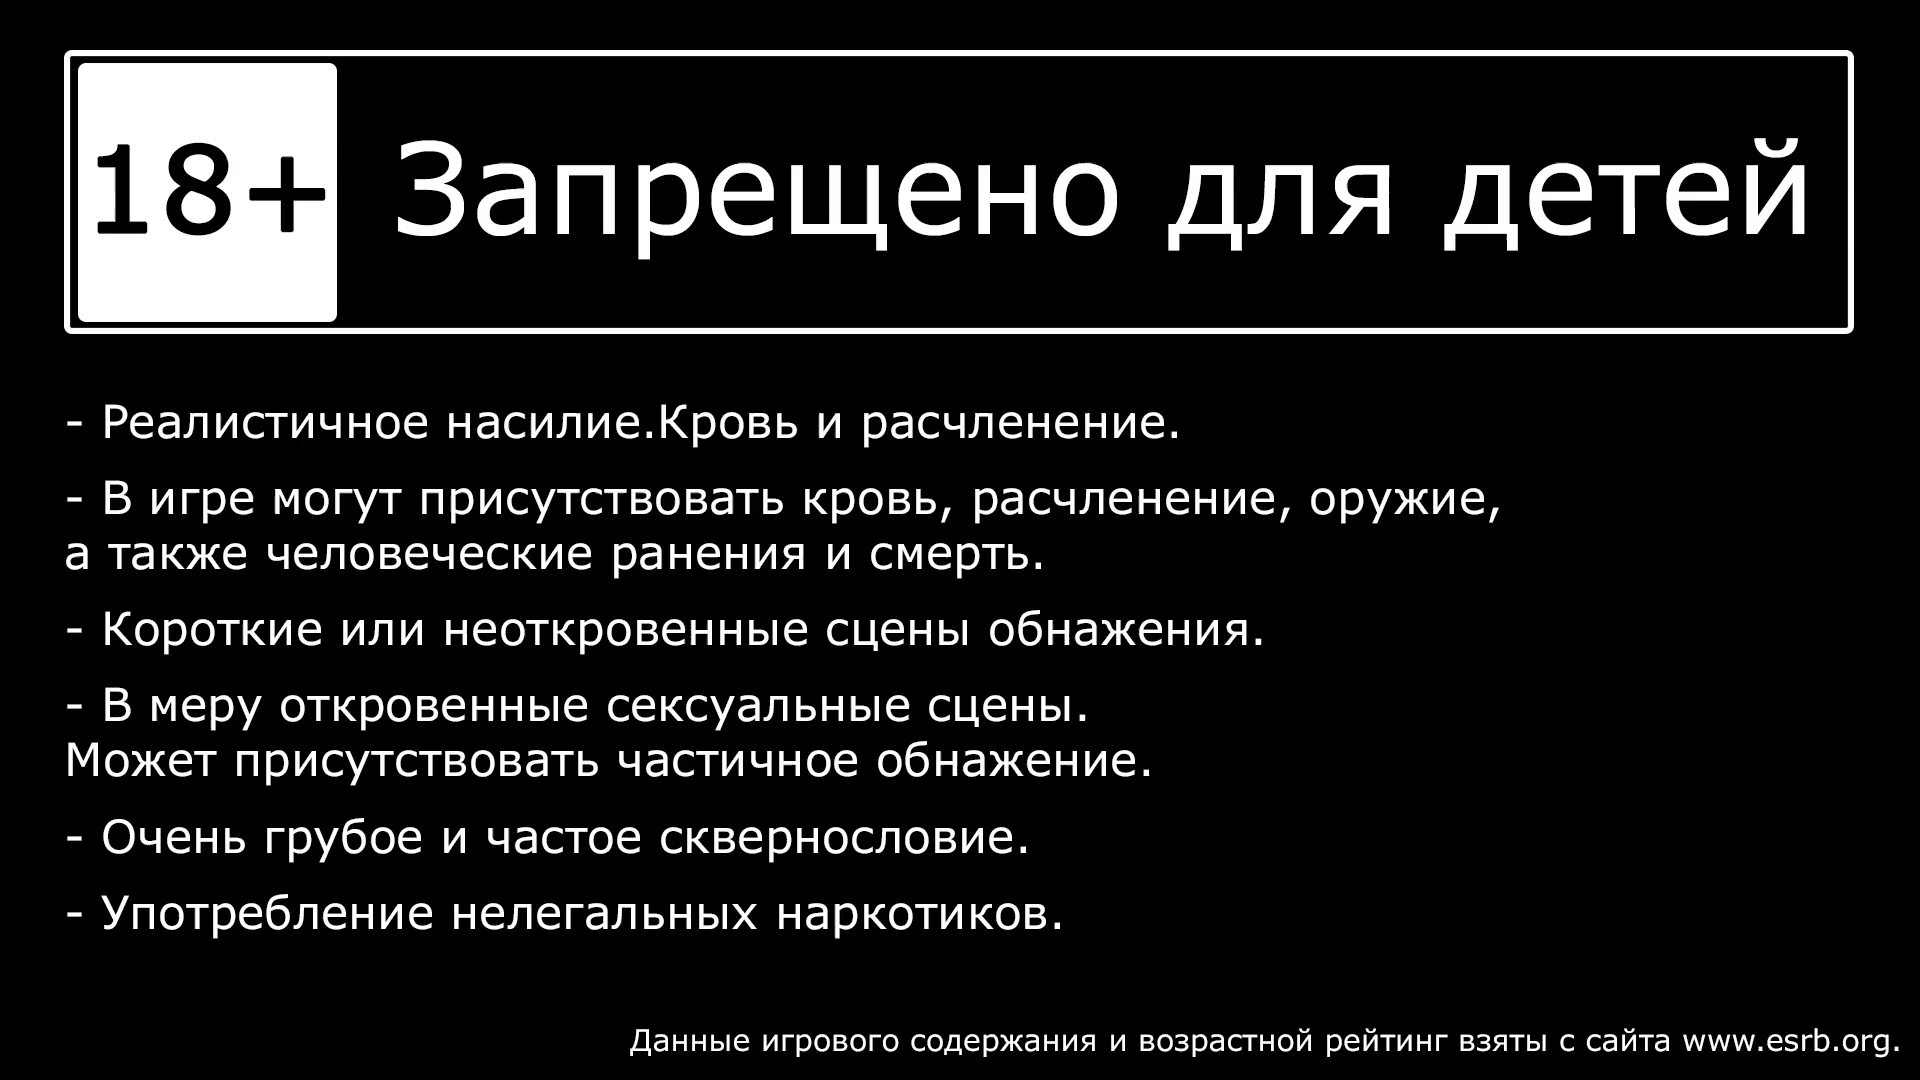 18+ Запрещено для детей
- Реалистичное насилие.Кровь и расчленение.
- В игре могут присутствовать кровь, расчленение, оружие,
а также человеческие ранения и смерть.
- Короткие или неоткровенные сцены обнажения.
- В меру откровенные сексуальные сцены.
Может присутствовать частичное обнажение.
- Очень грубое и частое сквернословие.
- Употребление нелегальных наркотиков.
Данные игрового содержания и возрастной рейтинг взяты с сайта www.esrb.org.